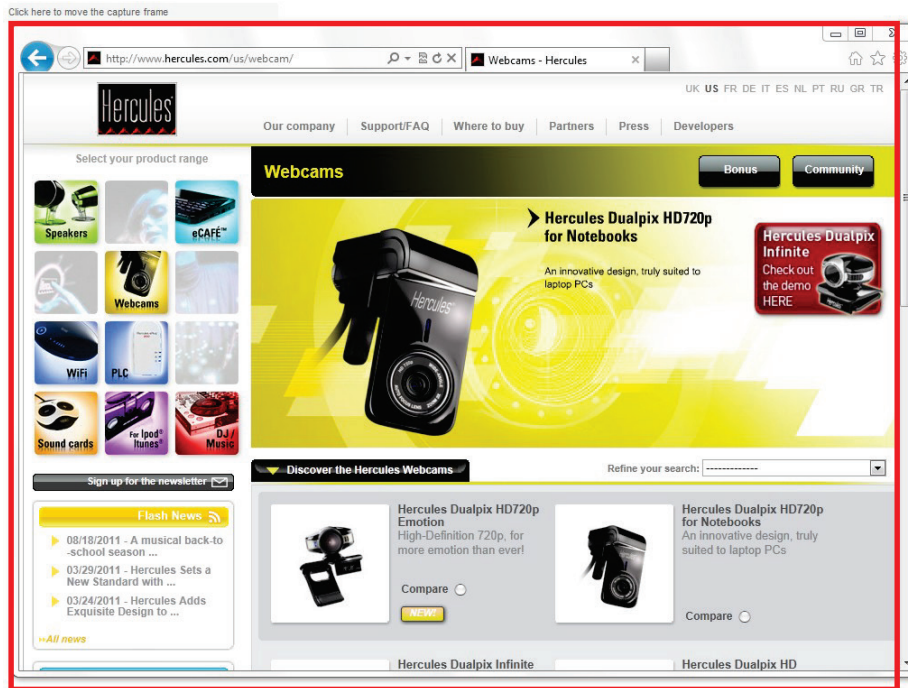 Click here to move the capture frame
http://www.hercules.com/us/webcam/
Webcams - Hercules
Hercules
UK US FR DE IT ES NL PT RU GR TR
Our company
Support/FAQ
Where to buy
Partners
Press
Developers
Select your product range
Speakers
eCAFÉ™
Webcams
WiFi
PLC
Sound cards
For Ipod®
Itunes®
DJ /
Music
Sign up for the newsletter
Flash News
08/18/2011 - A musical back-to
-school season ...
03/29/2011 - Hercules Sets a
New Standard with ...
03/24/2011 - Hercules Adds
Exquisite Design to ...
»All news
Webcams
Bonus
Community
Hercules Dualpix HD720p
for Notebooks
An innovative design, truly suited to
laptop PCs
Hercules
Hercules Dualpix
Infinite
Check out
the demo
HERE
Discover the Hercules Webcams
Refine your search:
-------------
Hercules Dualpix HD720p
Emotion
High-Definition 720p, for
more emotion than ever!
Compare
NEW!
Hercules Dualpix HD720p
for Notebooks
An innovative design, truly
suited to laptop PCs
Compare
Hercules Dualpix Infinite
Hercules Dualpix HD